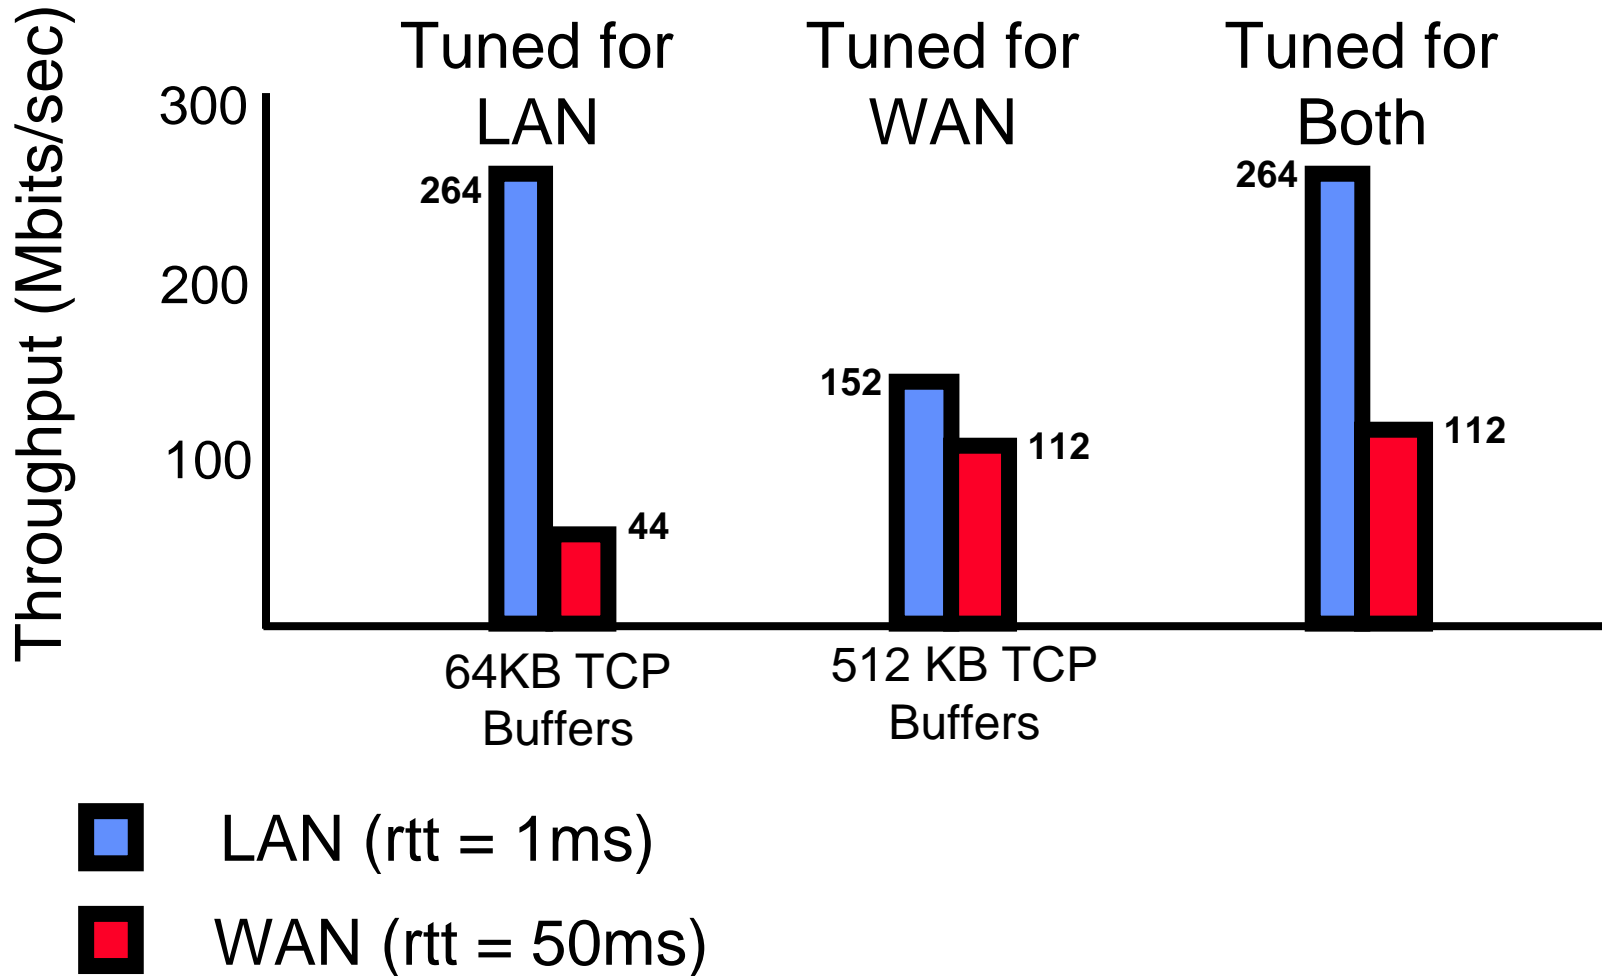 Throughput (Mbits/sec)
300
200
100
Tuned for
LAN
264
44
64KB TCP
Buffers
Tuned for
WAN
152
112
512 KB TCP
Buffers
Tuned for
Both
264
112
LAN (rtt = 1ms)
WAN (rtt = 50ms)